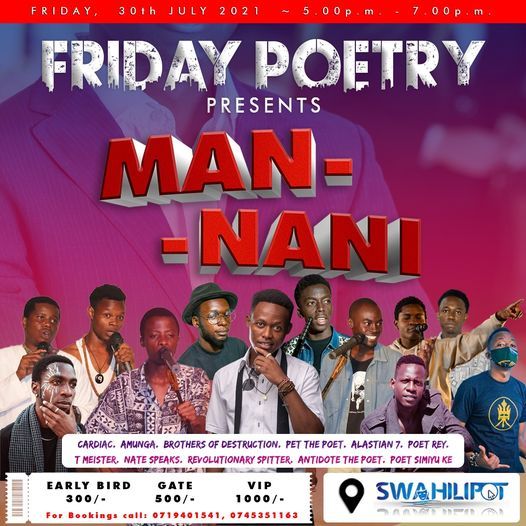 FRIDAY, 30th JULY 2021 ~ 5.00p.m. - 7.00p.m.
FRIDAY POETRY
PRESENTS
MAN-
-NANI
CARDIAC. AMUNGA. BROTHERS OF DESTRUCTION. PET THE POET. ALASTIAN 7. POET REY.
T MEISTER. NATE SPEAKS. REVOLUTIONARY SPITTER. ANTIDOTE THE POET. POET SIMIYU KE
EARLY BIRD GATE VIP
300/- 500/- 1000/-
For Bookings call: 0719401541, 0745351163
SWAHILIPOT